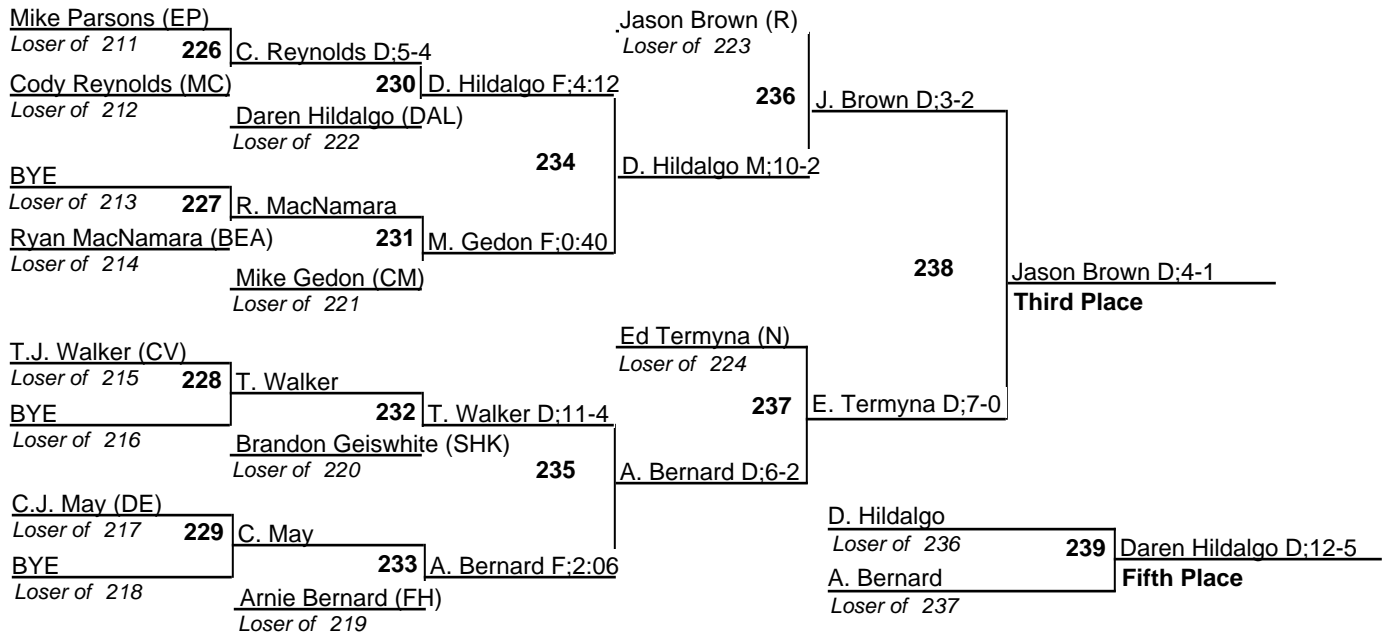 Mike Parsons (EP)
Loser of 211
226
C. Reynolds D;5-4
Cody Reynolds (MC)
Loser of 212
230
D. Hildalgo F;4:12
Daren Hildalgo (DAL)
Loser of 222
BYE
Loser of 213
227
R. MacNamara
Ryan MacNamara (BEA)
Loser of 214
231
M. Gedon F;0:40
Mike Gedon (CM)
Loser of 221
234
D. Hildalgo M;10-2
Jason Brown (R)
Loser of 223
236
J. Brown D;3-2
T.J. Walker (CV)
Loser of 215
228
T. Walker
BYE
Loser of 216
232
T. Walker D;11-4
Brandon Geiswhite (SHK)
Loser of 220
C.J. May (DE)
Loser of 217
229
C. May
BYE
Loser of 218
233
A. Bernard F;2:06
Arnie Bernard (FH)
Loser of 219
235
A. Bernard D;6-2
Ed Termyna (N)
Loser of 224
237
E. Termyna D;7-0
238
Jason Brown D;4-1
Third Place
D. Hildalgo
Loser of 236
239
Daren Hildalgo D;12-5
A. Bernard
Fifth Place
Loser of 237